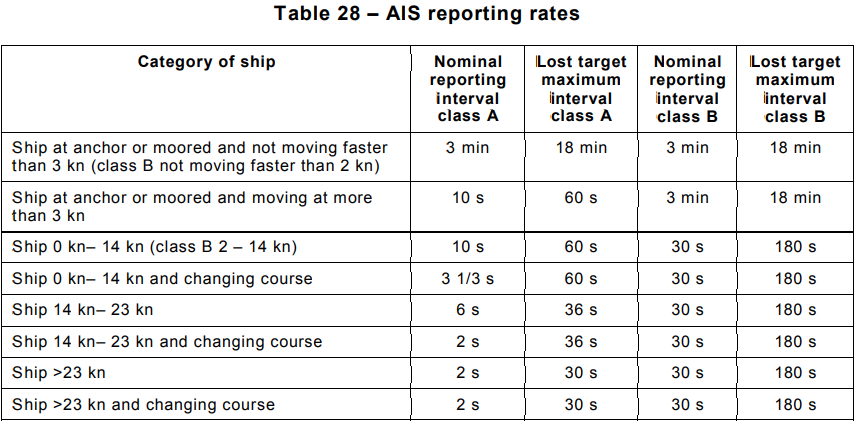 Table 28 – AIS reporting rates
Category of ship
Nominal
reporting
interval
class A
Lost target
maximum
interval
class A
Nominal
reporting
interval
class B
Lost target
maximum
interval
class B
Ship at anchor or moored and not moving faster
than 3 kn (class B not moving faster than 2 kn)
3 min
18 min
3 min
18 min
Ship at anchor or moored and moving at more
than 3 kn
10 s
60 s
3 min
18 min
Ship 0 kn– 14 kn (class B 2 – 14 kn)
10 s
60 s
30 s
180 s
Ship 0 kn– 14 kn and changing course
3 1/3 s
60 s
30 s
180 s
Ship 14 kn– 23 kn
6 s
36 s
30 s
180 s
Ship 14 kn– 23 kn and changing course
2 s
36 s
30 s
180 s
Ship >23 kn
2 s
30 s
30 s
180 s
Ship >23 kn and changing course
2 s
30 s
30 s
180 s